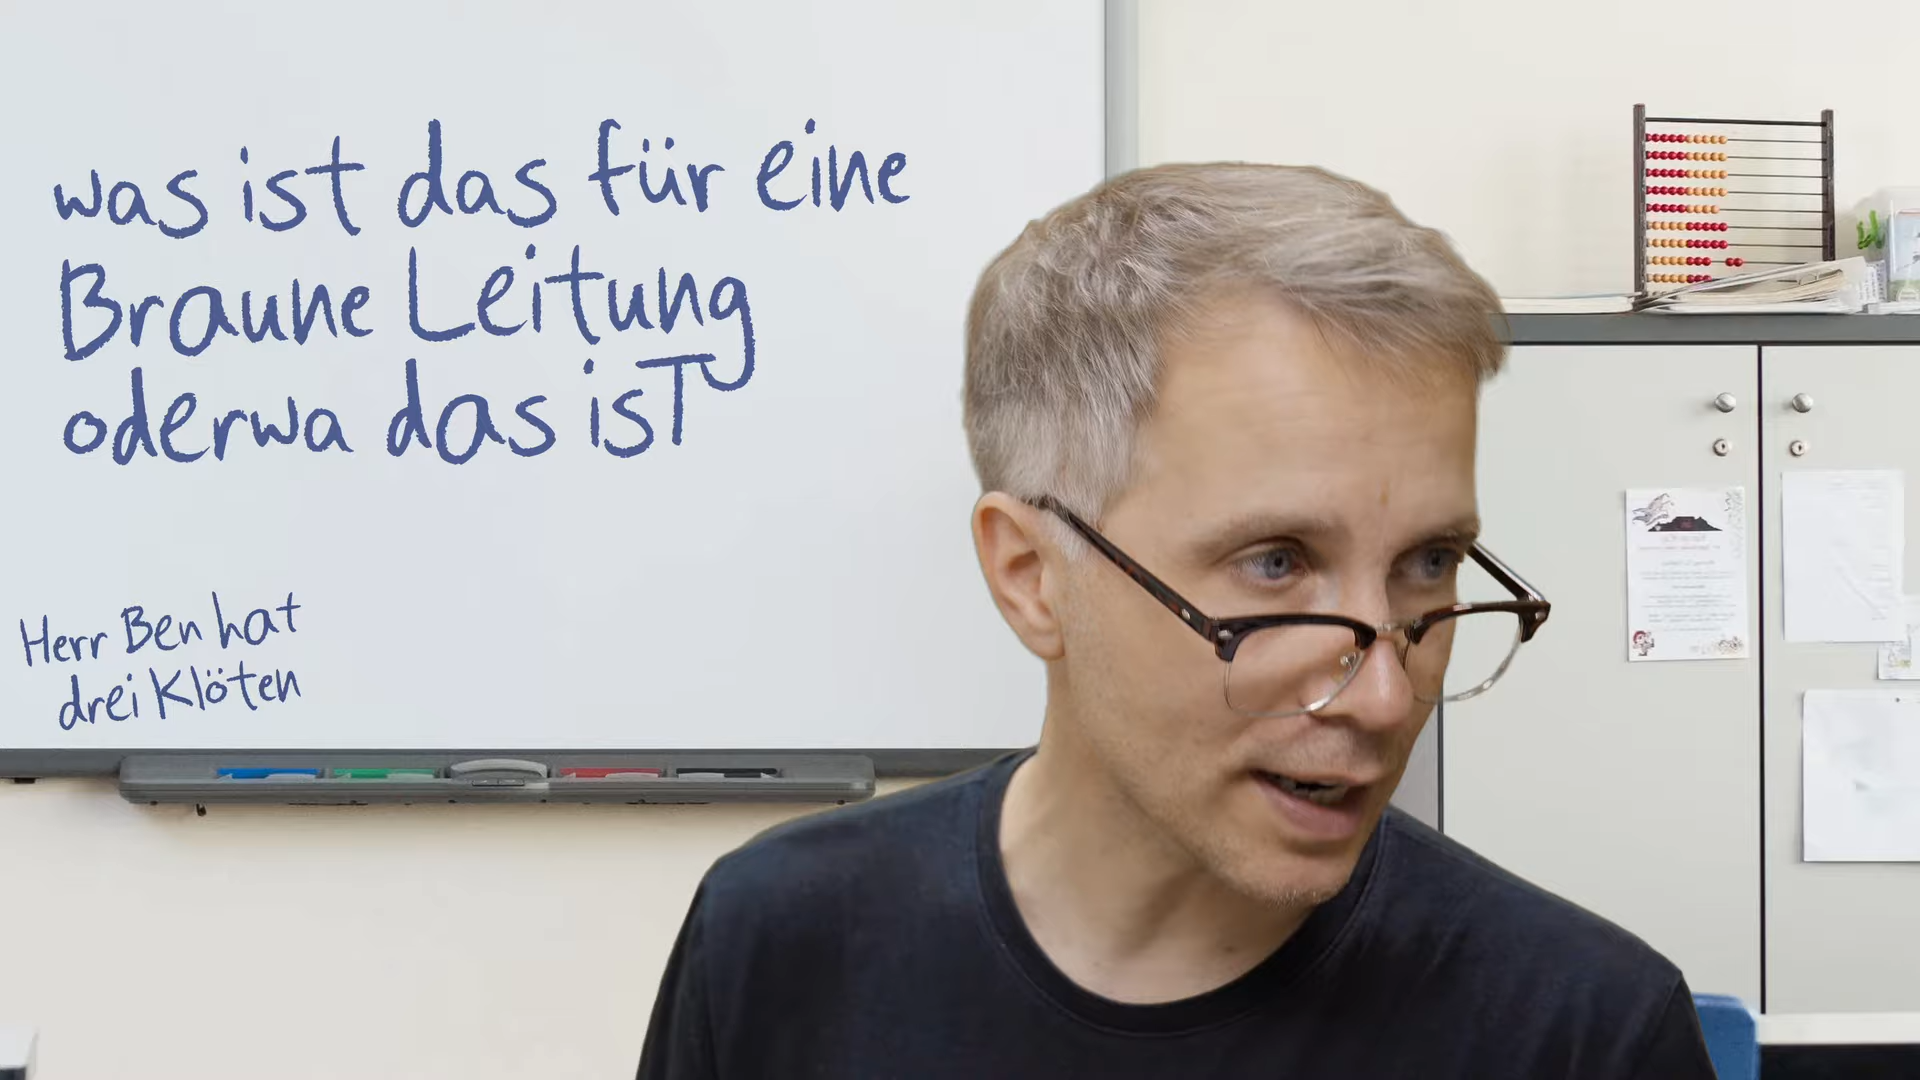 was ist das für eine
Braune Leitung
oderwa das isT
Herr Ben hat
drei Klöten